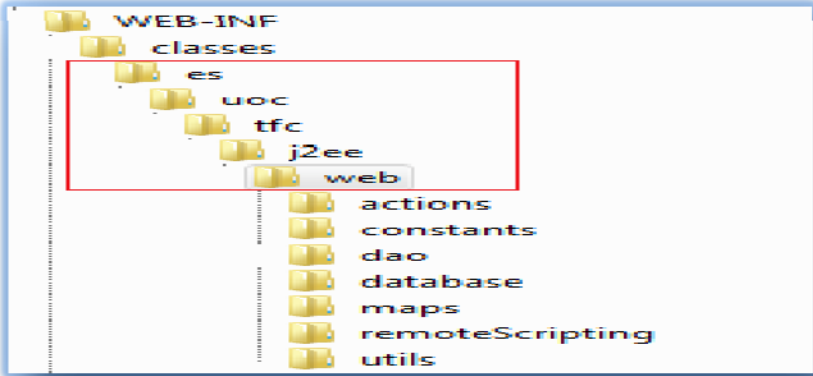 WEB-INF
classes
es
uoc
tfc
j2ee
web
actions
constants
dao
database
maps
remoteScripting
utils